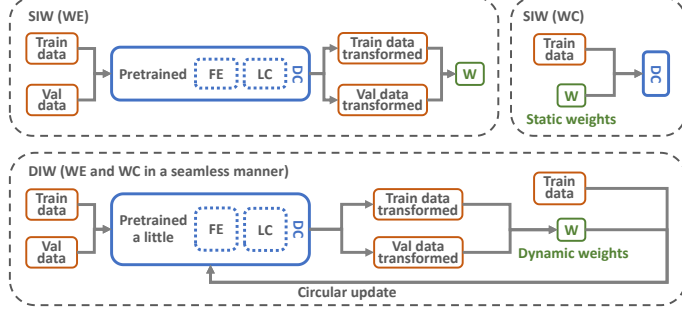 SIW (WE)
Train
data
Val
data
Pretrained
FE
LC
DC
Train data
transformed
Val data
transformed
W
SIW (WC)
Train
data
W
Static weights
DC
DIW (WE and WC in a seamless manner)
Train
data
Val
data
Pretrained
a little
FE
LC
DC
Train data
transformed
Val data
transformed
Train
data
W
Dynamic weights
Circular update